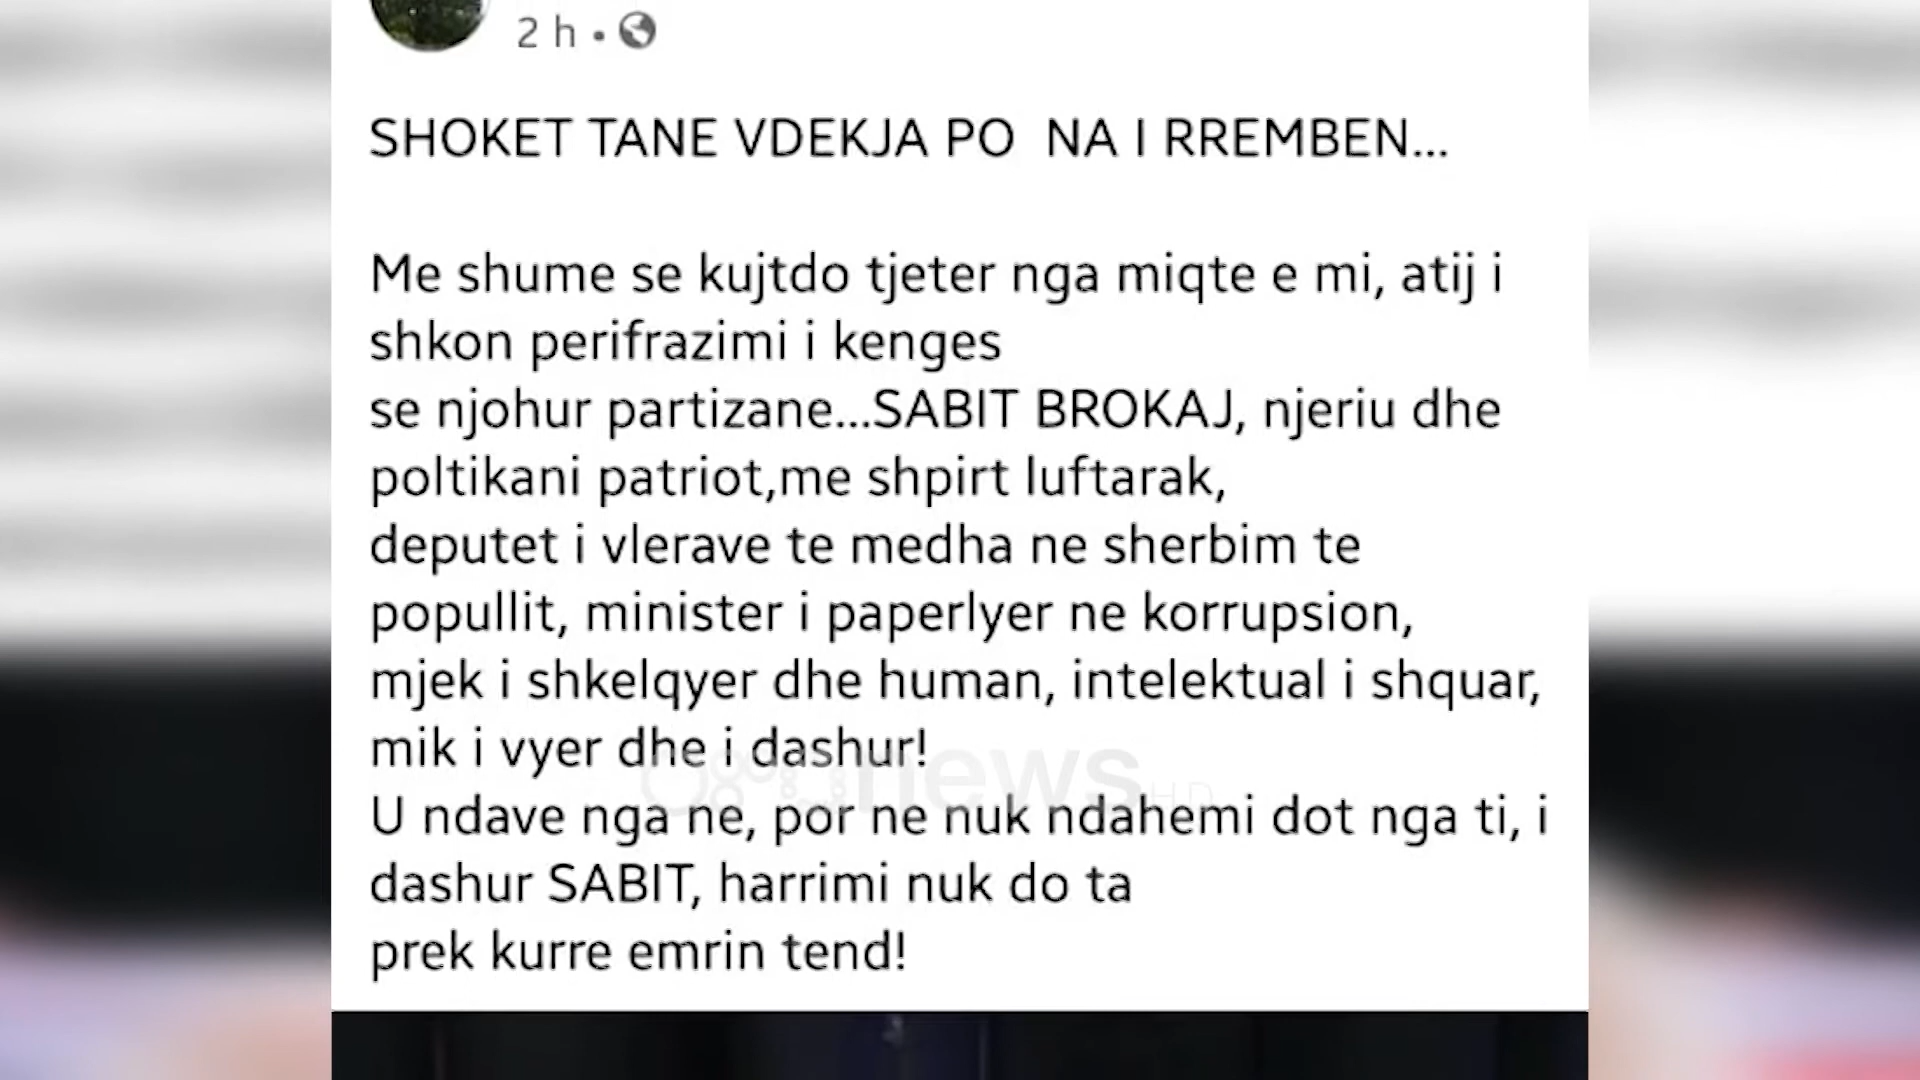 2 h •
SHOKET TANE VDEKJA PO NA I RREMBEN...
Me shume se kujtdo tjeter nga miqte e mi, atij i
shkon perifrazimi i kenges
se njohur partizane...SABIT BROKAJ, njeriu dhe
poltikani patriot,me shpirt luftarak,
deputet i vlerave te medha ne sherbim te
popullit, minister i paperlyer ne korrupsion,
mjek i shkelqyer dhe human, intelektual i shquar,
mik i vyer dhe i dashur!
news HD
U ndave nga ne, por ne nuk ndahemi dot nga ti, i
dashur SABIT, harrimi nuk do ta
prek kurre emrin tend!